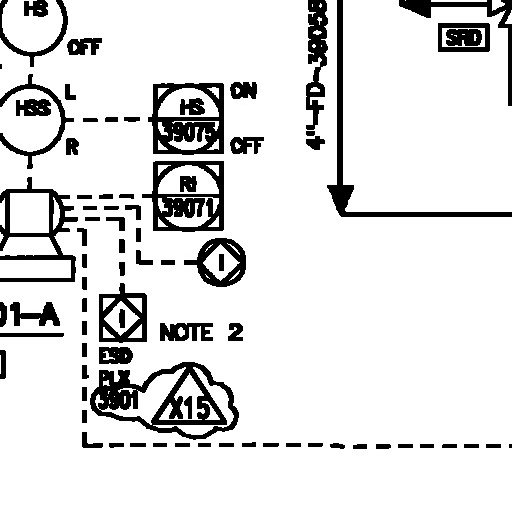 HS
OFF
4"-FD-39058
SRD
L
HSS
R
HS
39075
ON
OFF
RI
39071
I
01-A
I
NOTE 2
ESD
PLX
3901
X15